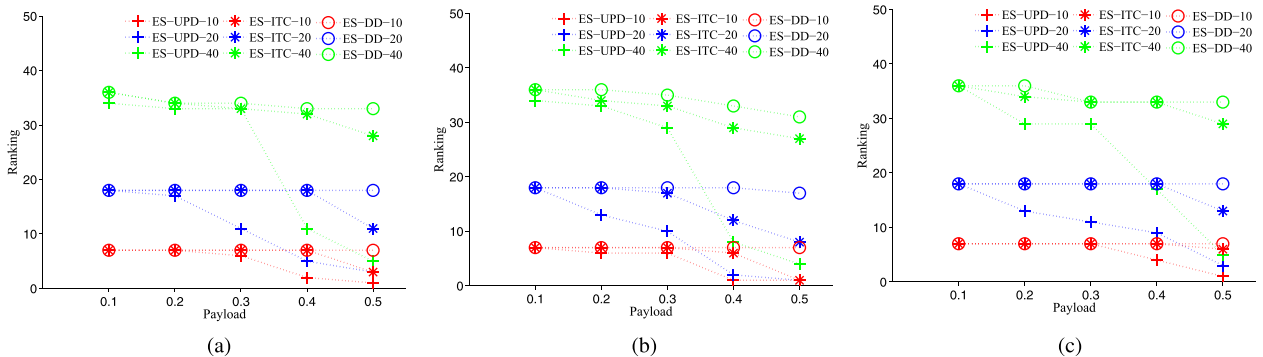 ES−UPD−10 ES−ITC−10 ES−DD−10
ES−UPD−20 ES−ITC−20 ES−DD−20
ES−UPD−40 ES−ITC−40 ES−DD−40
50
40
30
20
10
0
Ranking
0.1 0.2 0.3 0.4 0.5
Payload
(a)
ES−UPD−10 ES−ITC−10 ES−DD−10
ES−UPD−20 ES−ITC−20 ES−DD−20
ES−UPD−40 ES−ITC−40 ES−DD−40
50
40
30
20
10
0
Ranking
0.1 0.2 0.3 0.4 0.5
Payload
(b)
ES−UPD−10 ES−ITC−10 ES−DD−10
ES−UPD−20 ES−ITC−20 ES−DD−20
ES−UPD−40 ES−ITC−40 ES−DD−40
50
40
30
20
10
0
Ranking
0.1 0.2 0.3 0.4 0.5
Payload
(c)